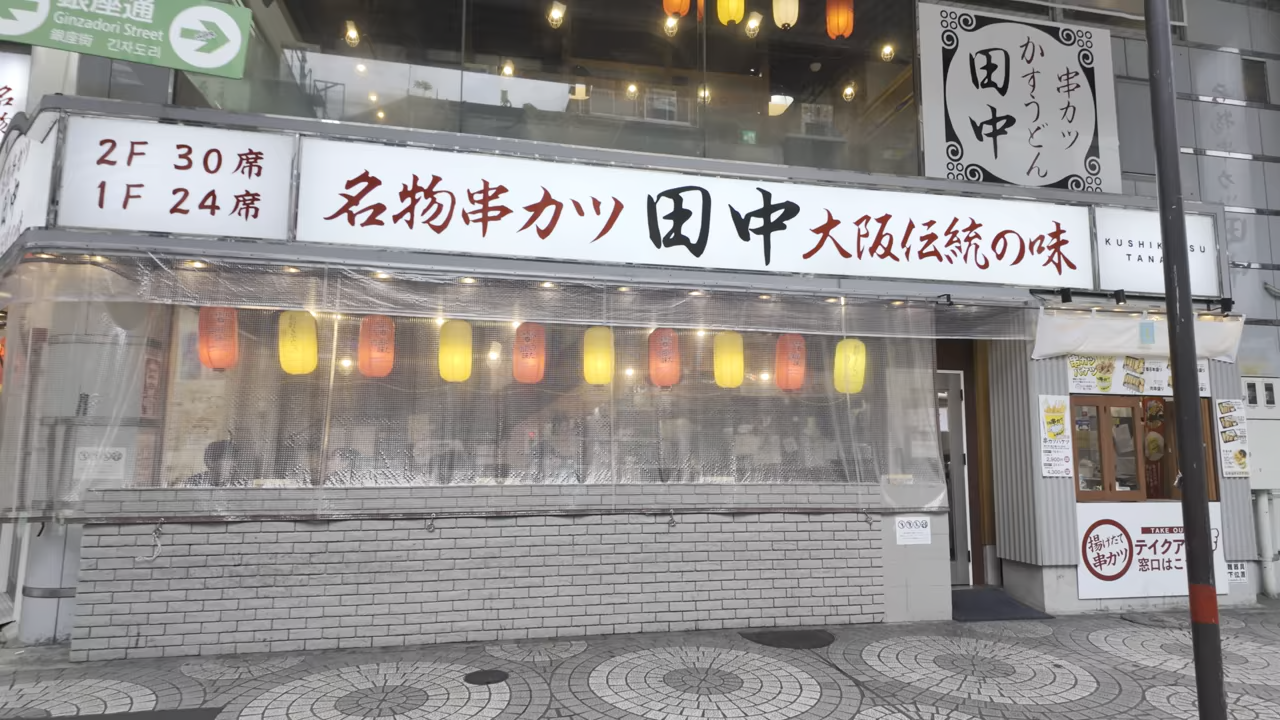 銀座通
Ginzadori Street
銀座街 긴자도리
串カツ
かすうどん
田中
2F 30席
1F 24席
名物串カツ 田中 大阪伝統の味
KUSHIK SU
TANA
TAKE OU
揚げたて
串カツ
テイクア
窓口はこ